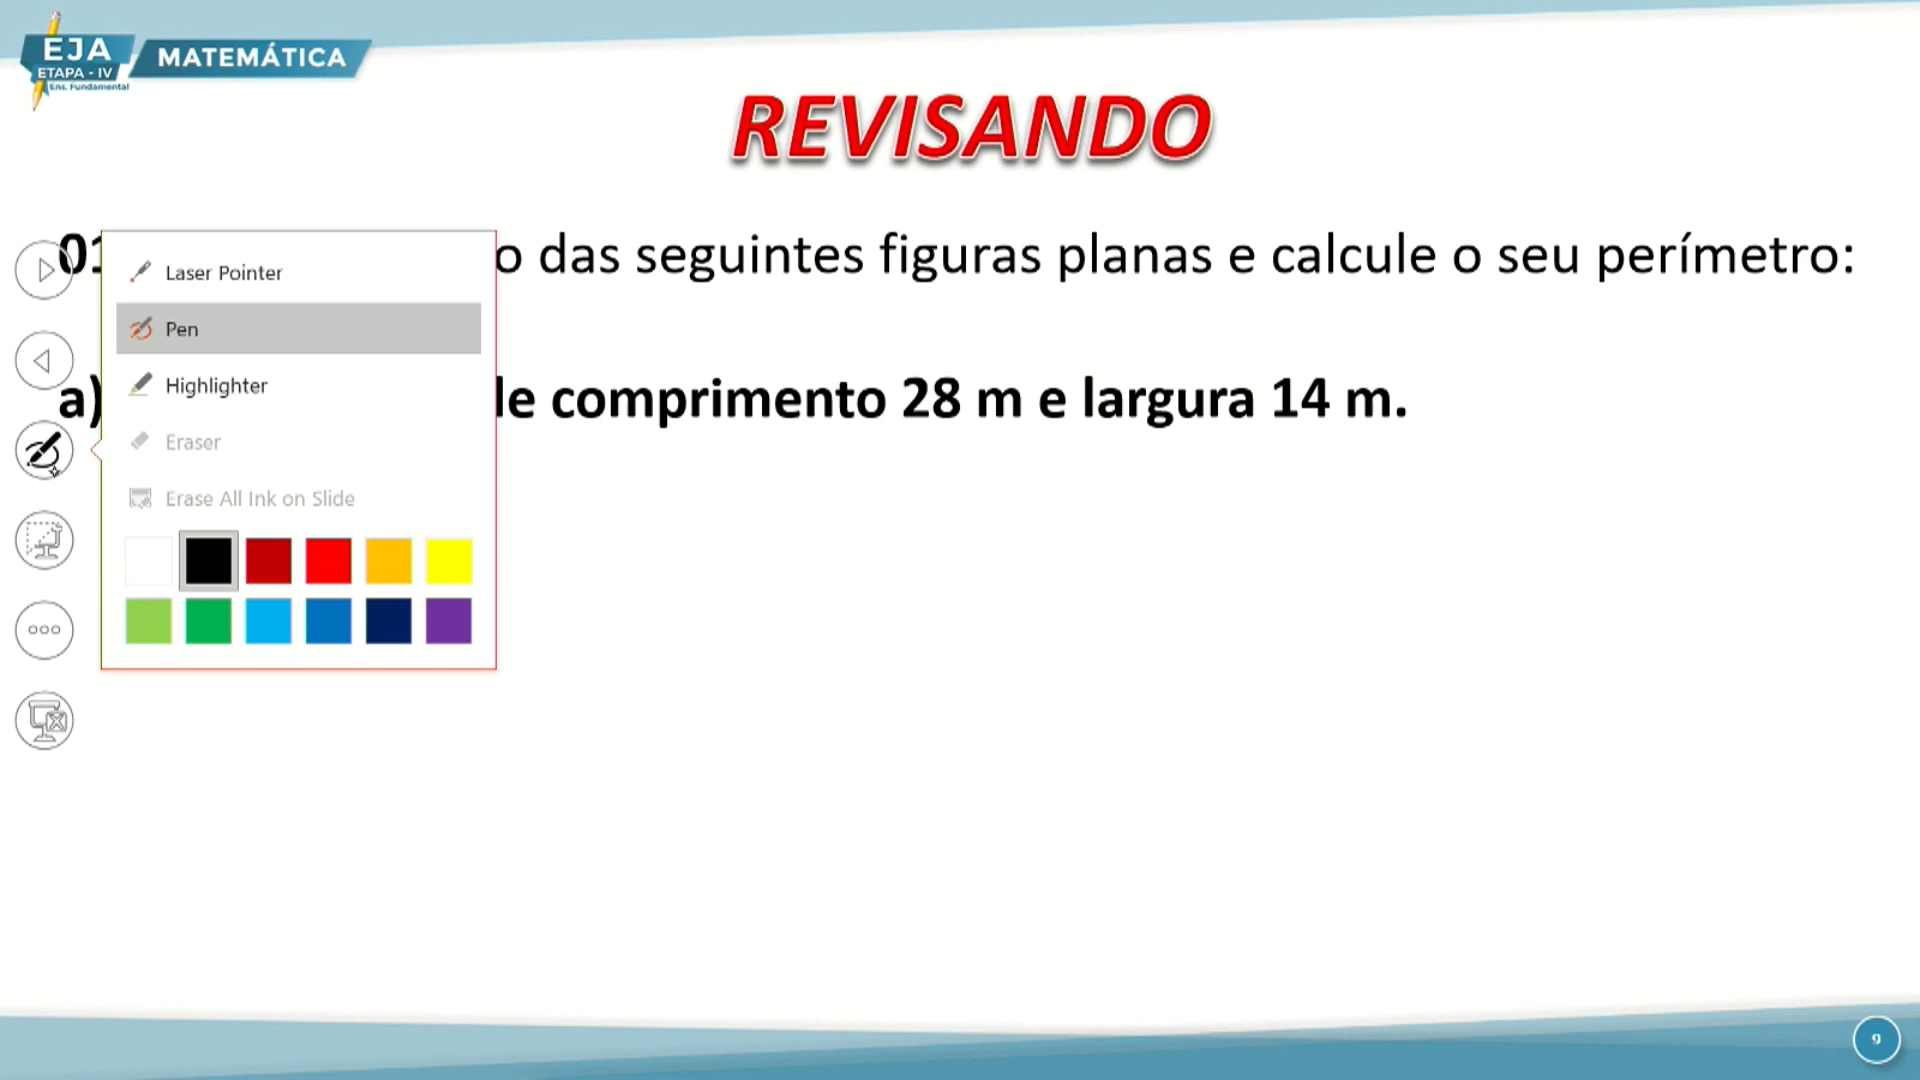 EJA
ETAPA - IV
Ens. Fundamental
MATEMÁTICA
REVISANDO
01 o das seguintes figuras planas e calcule o seu perímetro:
a) le comprimento 28 m e largura 14 m.
Laser Pointer
Pen
Highlighter
Eraser
Erase All Ink on Slide
9